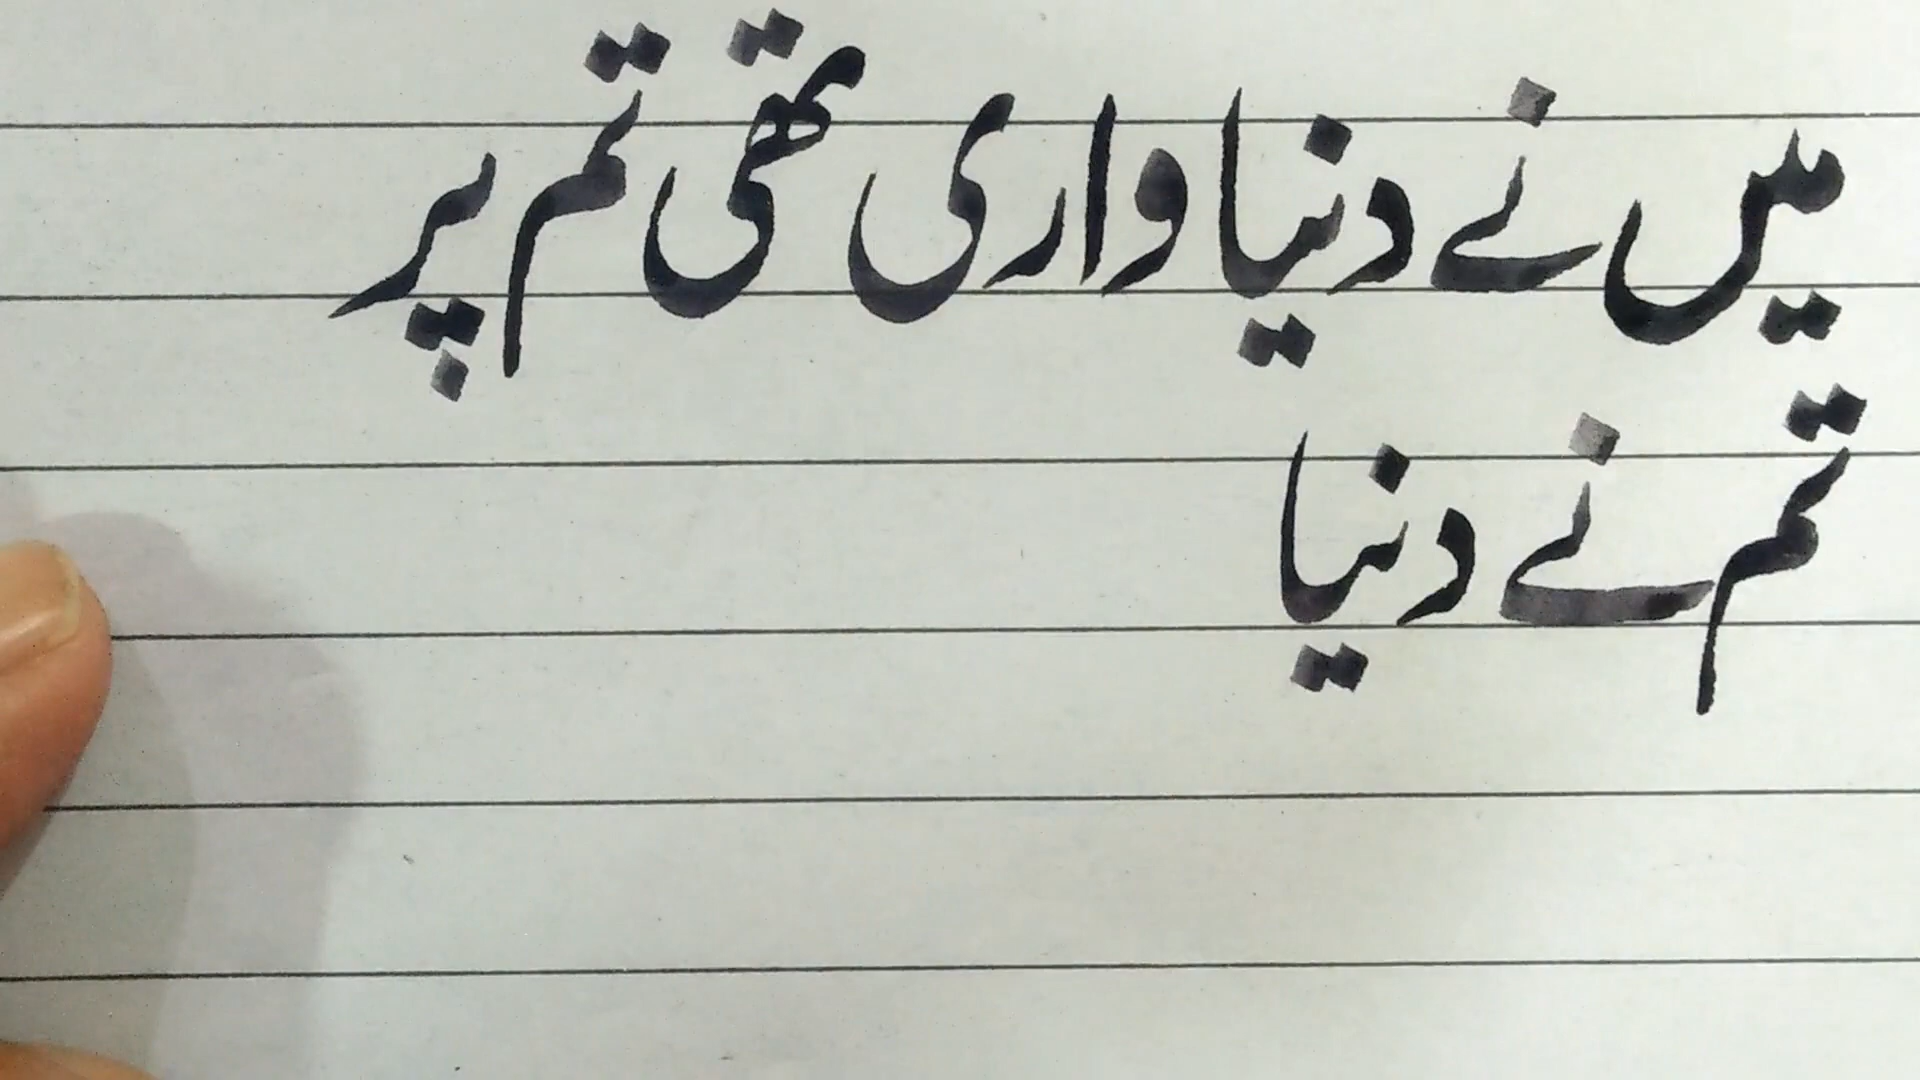 میں نے دنیا واری تھی تم پر
تم نے دنیا